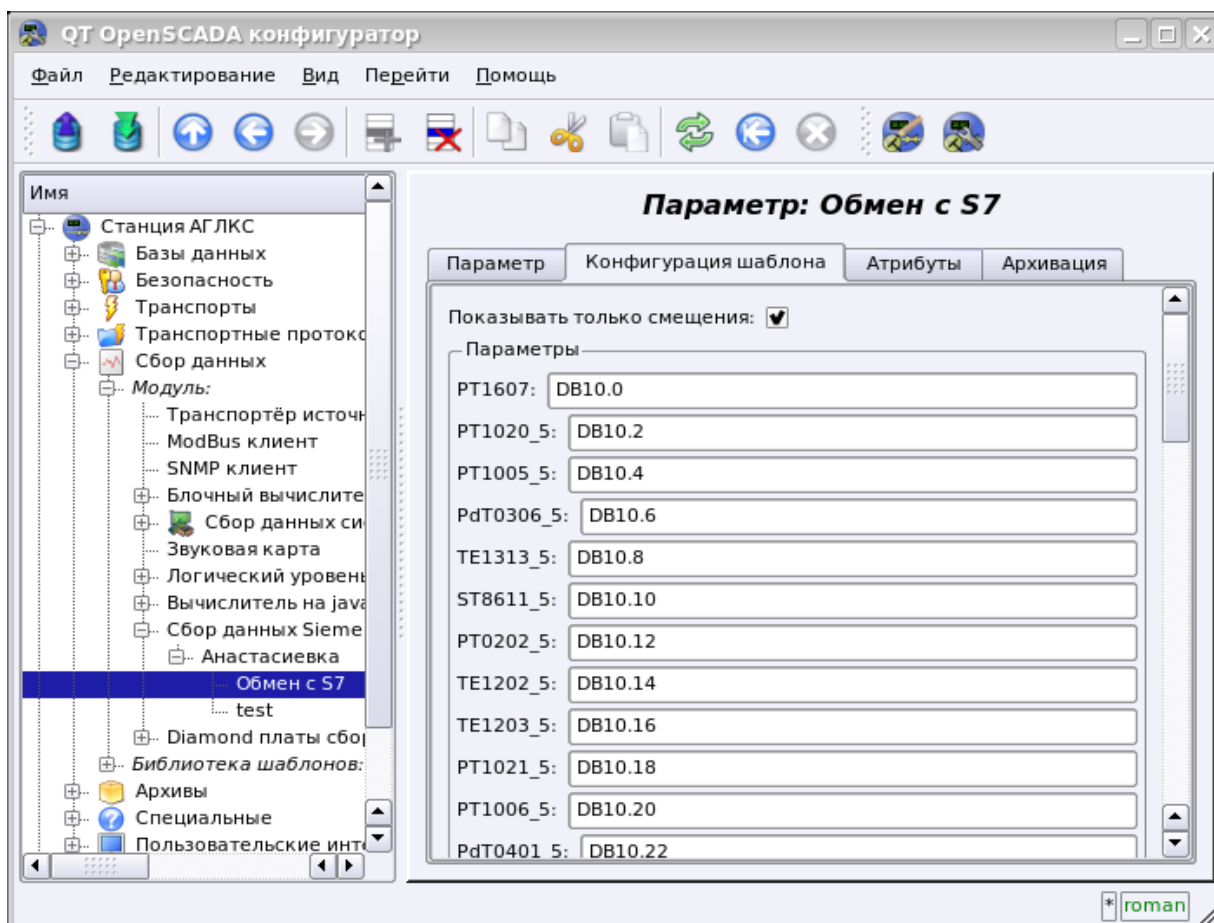 QT OpenSCADA конфигуратор
Файл Редактирование Вид Перейти Помощь
Имя
Станция АГЛКС
Базы данных
Безопасность
Транспорты
Транспортные протокo
Сбор данных
Модуль:
Транспортёр источн
ModBus клиент
SNMP клиент
Блочный вычислите
Сбор данных си
Звуковая карта
Логический уровень
Вычислитель на java
Сбор данных Sieme
Анастасиевка
Обмен с S7
test
Diamond платы сбор
Библиотека шаблонов:
Архивы
Специальные
Пользовательские инте
Параметр: Обмен с S7
Параметр Конфигурация шаблона Атрибуты Архивация
Показывать только смещения:
Параметры
PT1607: DB10.0
PT1020_5: DB10.2
PT1005_5: DB10.4
PdT0306_5: DB10.6
TE1313_5: DB10.8
ST8611_5: DB10.10
PT0202_5: DB10.12
TE1202_5: DB10.14
TE1203_5: DB10.16
PT1021_5: DB10.18
PT1006_5: DB10.20
PdT0401_5: DB10.22
* roman